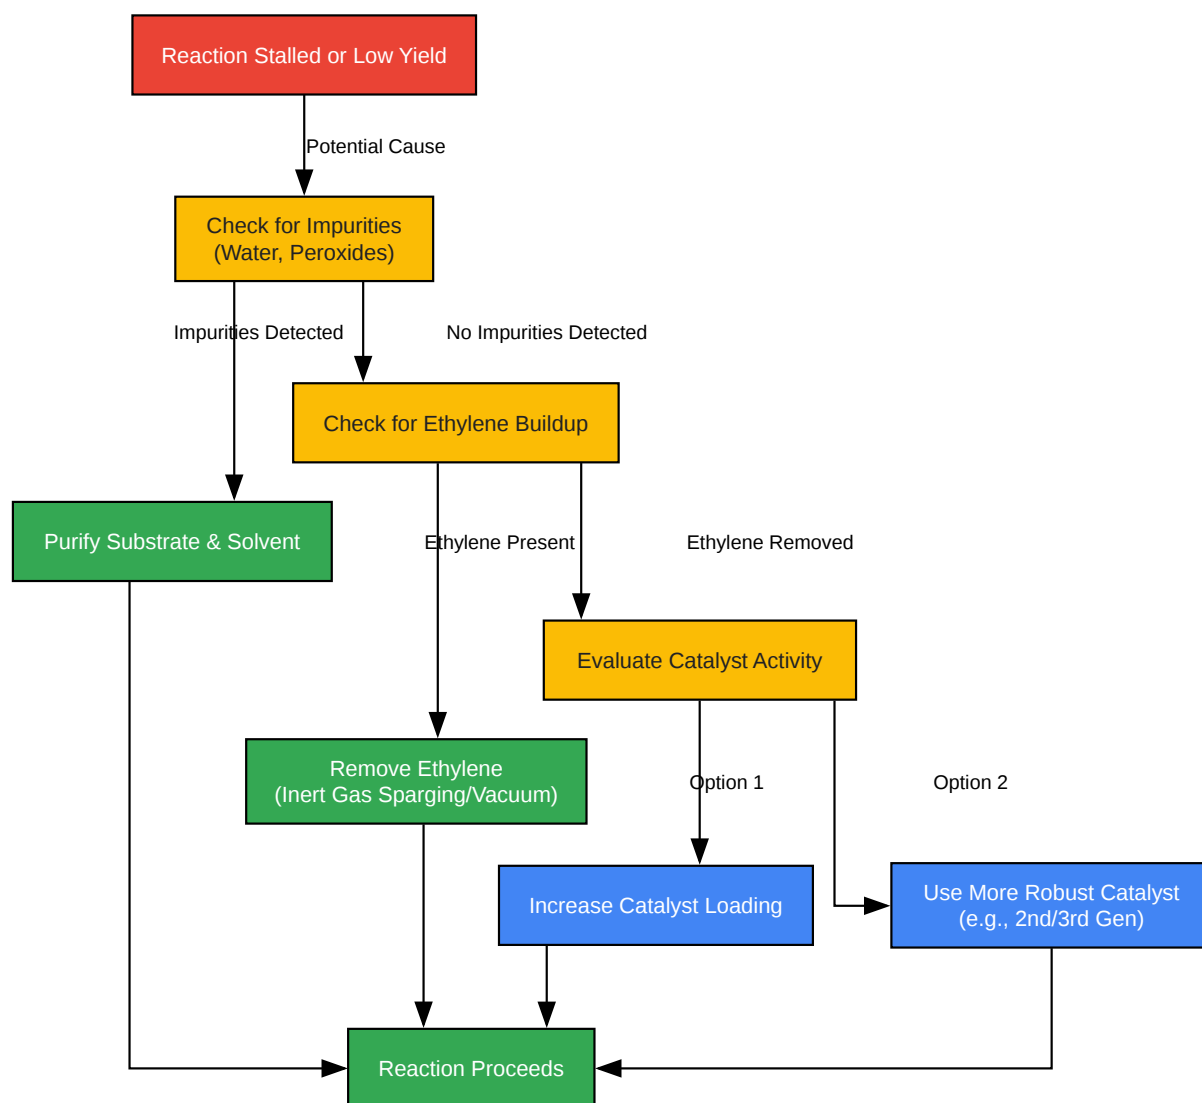 Reaction Stalled or Low Yield
Potential Cause
Check for Impurities
(Water, Peroxides)
Impurities Detected
No Impurities Detected
Check for Ethylene Buildup
Purify Substrate & Solvent
Ethylene Present
Ethylene Removed
Evaluate Catalyst Activity
Remove Ethylene
(Inert Gas Sparging/Vacuum)
Option 1
Option 2
Increase Catalyst Loading
Use More Robust Catalyst
(e.g., 2nd/3rd Gen)
Reaction Proceeds